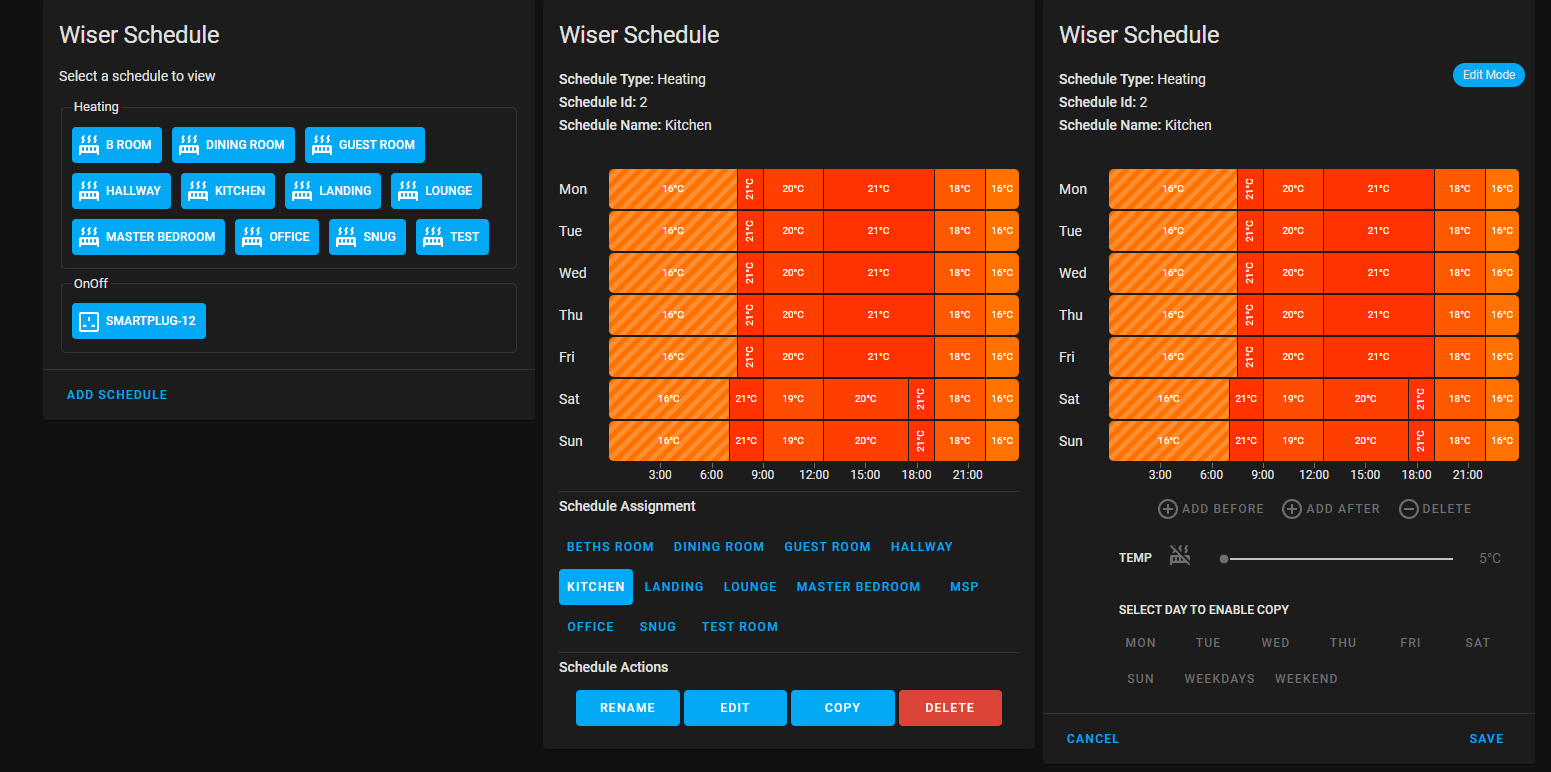 Wiser Schedule
Select a schedule to view
Heating
B ROOM DINING ROOM GUEST ROOM
HALLWAY KITCHEN LANDING LOUNGE
MASTER BEDROOM OFFICE SNUG TEST
OnOff
SMARTPLUG-12
ADD SCHEDULE
Wiser Schedule
Schedule Type: Heating
Schedule Id: 2
Schedule Name: Kitchen
Mon 16°C 21°C 20°C 21°C 18°C 16°C
Tue 16°C 21°C 20°C 21°C 18°C 16°C
Wed 16°C 21°C 20°C 21°C 18°C 16°C
Thu 16°C 21°C 20°C 21°C 18°C 16°C
Fri 16°C 21°C 20°C 21°C 18°C 16°C
Sat 16°C 21°C 19°C 20°C 21°C 18°C 16°C
Sun 16°C 21°C 19°C 20°C 21°C 18°C 16°C
3:00 6:00 9:00 12:00 15:00 18:00 21:00
Schedule Assignment
BETHS ROOM DINING ROOM GUEST ROOM HALLWAY
KITCHEN LANDING LOUNGE MASTER BEDROOM MSP
OFFICE SNUG TEST ROOM
Schedule Actions
RENAME EDIT COPY DELETE
Wiser Schedule
Edit Mode
Schedule Type: Heating
Schedule Id: 2
Schedule Name: Kitchen
Mon 16°C 21°C 20°C 21°C 18°C 16°C
Tue 16°C 21°C 20°C 21°C 18°C 16°C
Wed 16°C 21°C 20°C 21°C 18°C 16°C
Thu 16°C 21°C 20°C 21°C 18°C 16°C
Fri 16°C 21°C 20°C 21°C 18°C 16°C
Sat 16°C 21°C 19°C 20°C 21°C 18°C 16°C
Sun 16°C 21°C 19°C 20°C 21°C 18°C 16°C
3:00 6:00 9:00 12:00 15:00 18:00 21:00
ADD BEFORE ADD AFTER DELETE
TEMP 5°C
SELECT DAY TO ENABLE COPY
MON TUE WED THU FRI SAT
SUN WEEKDAYS WEEKEND
CANCEL SAVE